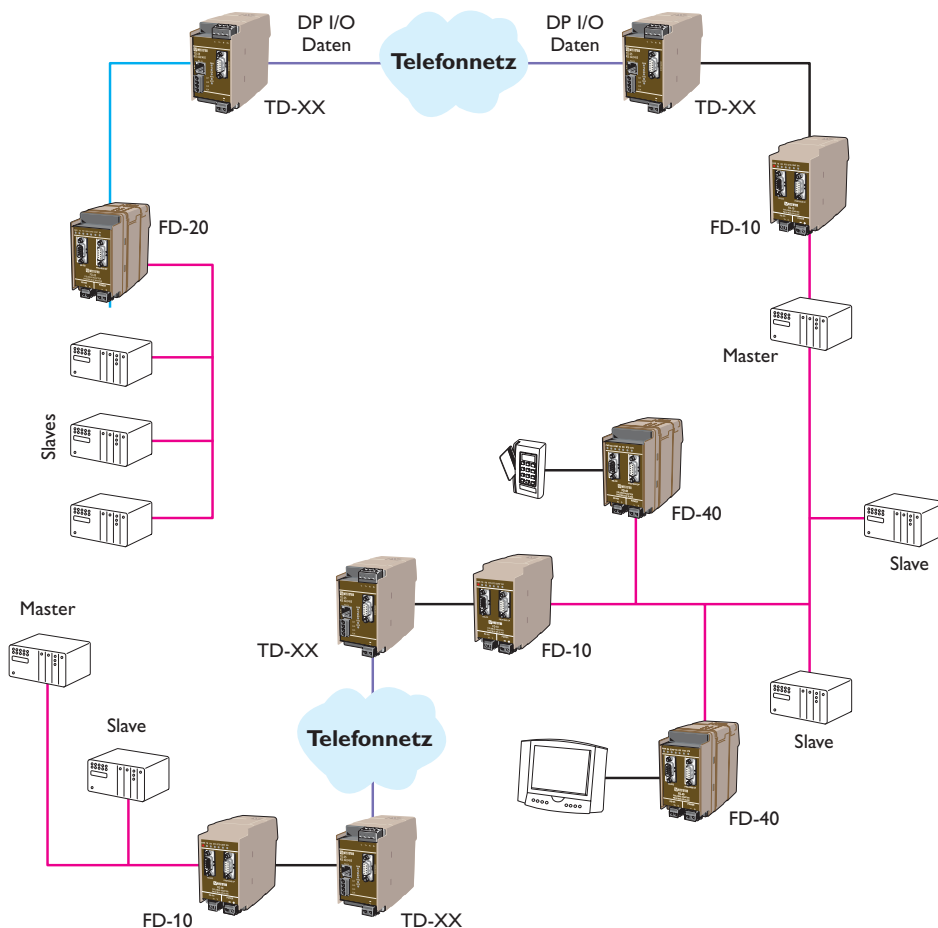 DP I/O
Daten
Telefonnetz
DP I/O
Daten
TD-XX
TD-XX
FD-20
FD-10
Master
Slaves
FD-40
Slave
Master
TD-XX
FD-10
Slave
Telefonnetz
Slave
FD-40
FD-10
TD-XX